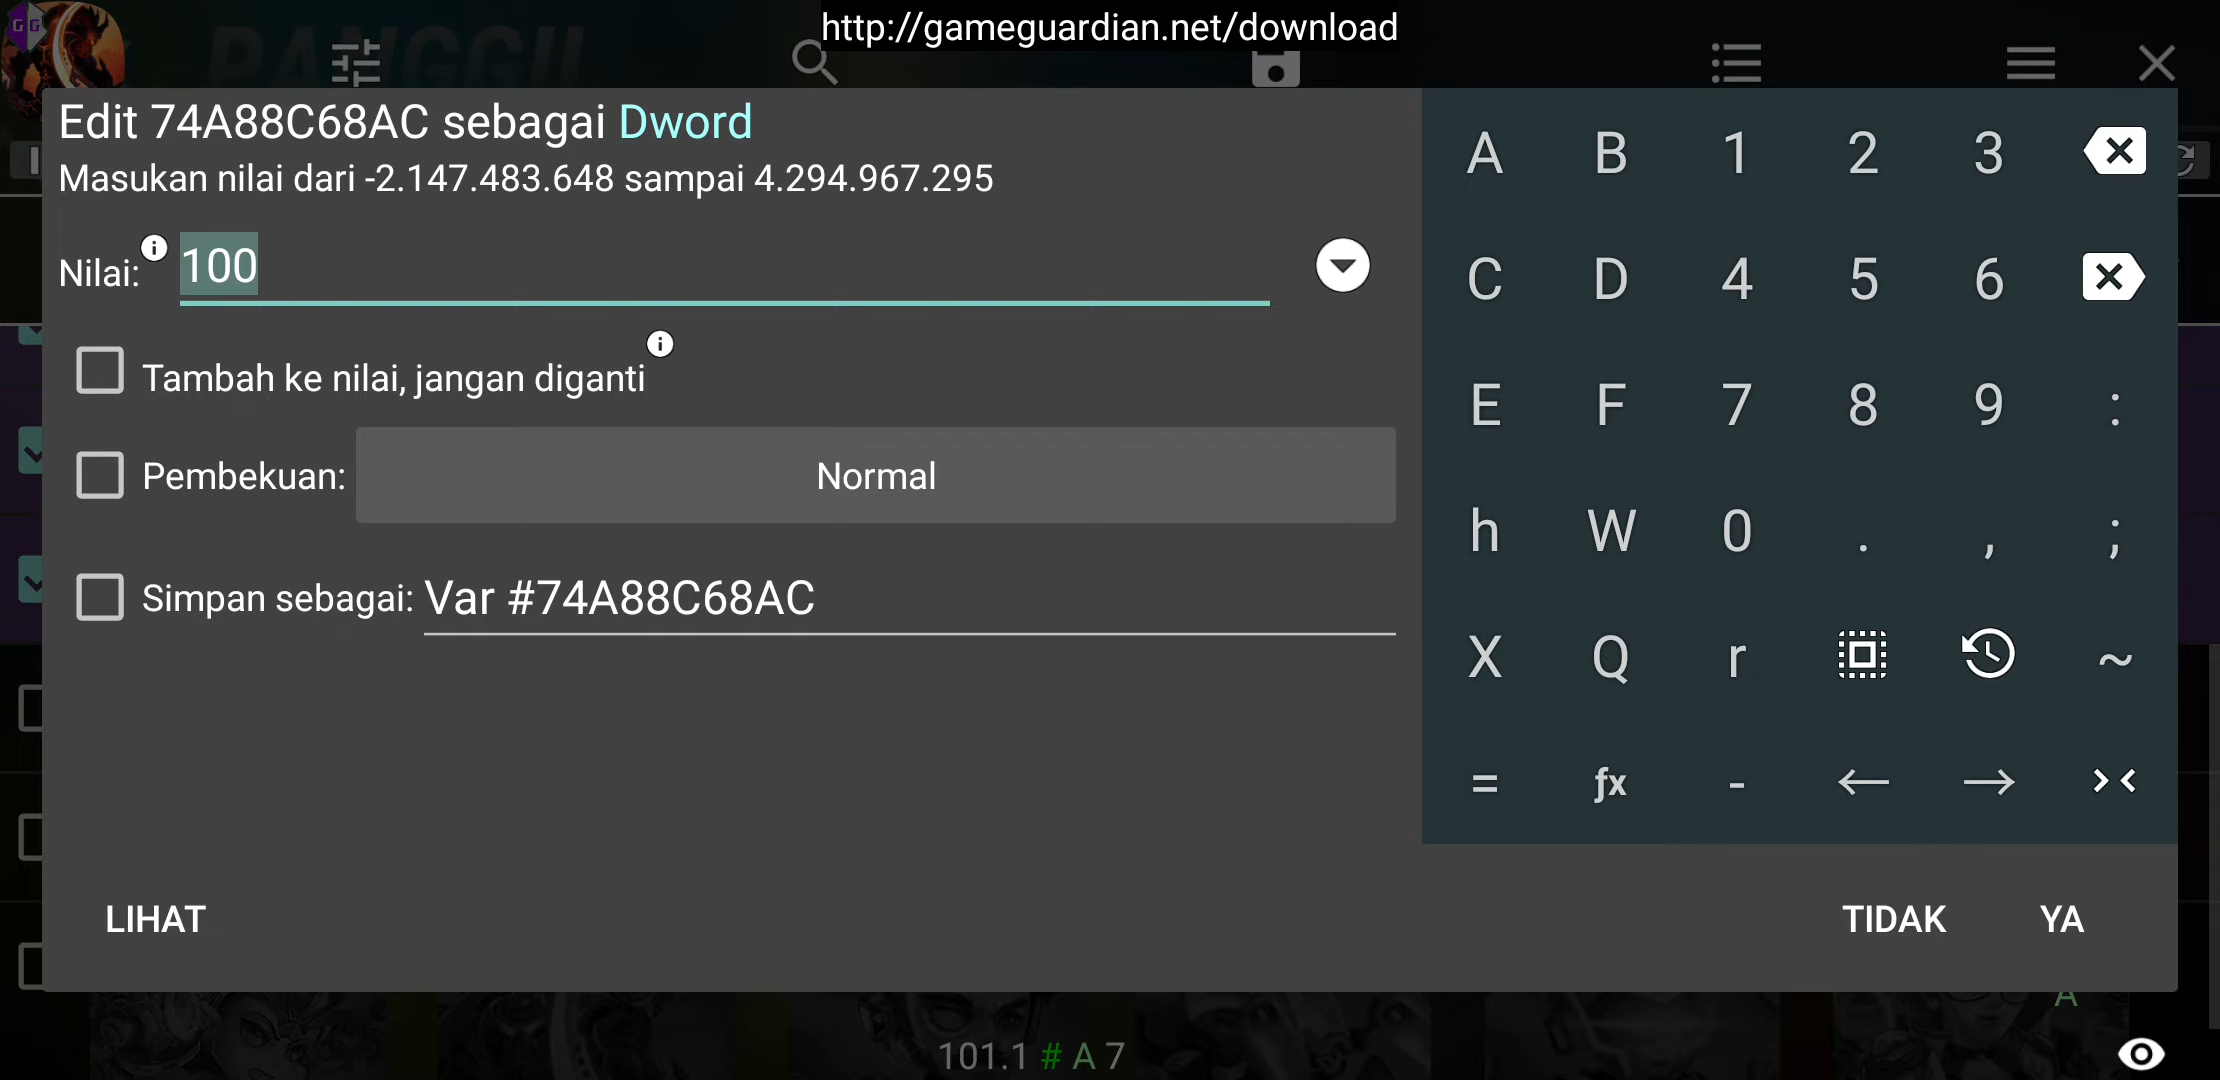 http://gameguardian.net/download
PANGGIL
Edit 74A88C68AC sebagai Dword
Masukan nilai dari -2.147.483.648 sampai 4.294.967.295
Nilai: 100
Tambah ke nilai, jangan diganti
Pembekuan: Normal
Simpan sebagai: Var #74A88C68AC
A B 1 2 3
C D 4 5 6
E F 7 8 9 :
h W 0 . , ;
X Q r ~
= ƒx - ← → ›‹
LIHAT TIDAK YA
A
101.1 # A 7